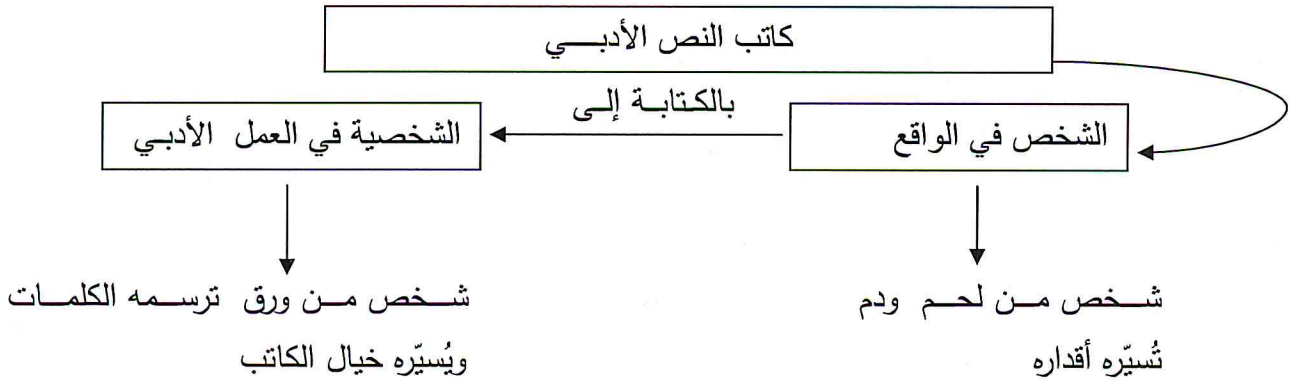 كاتب النص الأدبي
بالكتابة إلى
الشخص في الواقع
الشخصية في العمل الأدبي
شخص من لحم ودم
تُسيّره أقداره
شخص من ورق ترسمه الكلمات
ويُسيّره خيال الكاتب